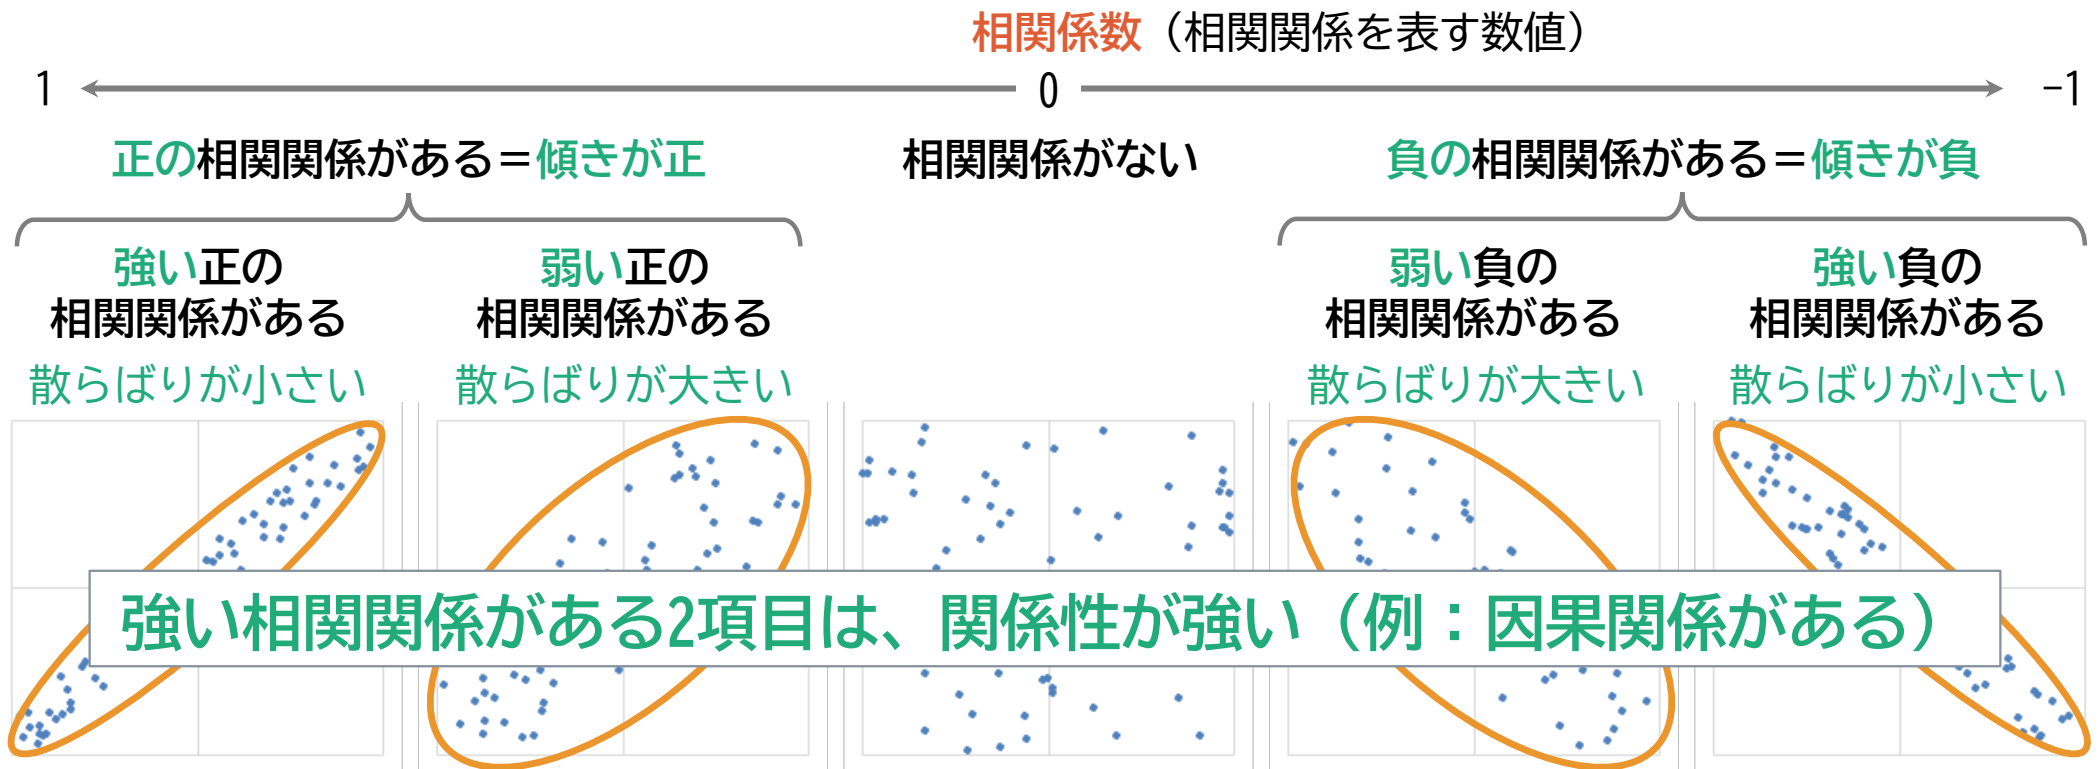 相関係数（相関関係を表す数値）
1
0
-1
正の相関関係がある＝傾きが正
相関関係がない
負の相関関係がある＝傾きが負
強い正の
相関関係がある
散らばりが小さい
弱い正の
相関関係がある
散らばりが大きい
弱い負の
相関関係がある
散らばりが大きい
強い負の
相関関係がある
散らばりが小さい
強い相関関係がある2項目は、関係性が強い（例：因果関係がある）